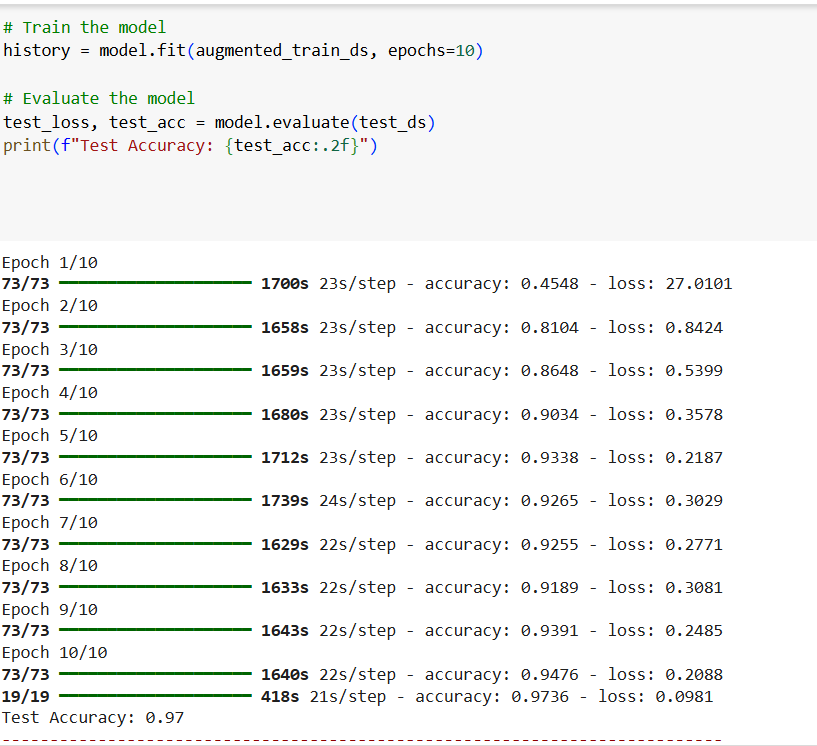 # Train the model
history = model.fit(augmented_train_ds, epochs=10)
# Evaluate the model
test_loss, test_acc = model.evaluate(test_ds)
print(f"Test Accuracy: {test_acc:.2f}")
Epoch 1/10
73/73 1700s 23s/step - accuracy: 0.4548 - loss: 27.0101
Epoch 2/10
73/73 1658s 23s/step - accuracy: 0.8104 - loss: 0.8424
Epoch 3/10
73/73 1659s 23s/step - accuracy: 0.8648 - loss: 0.5399
Epoch 4/10
73/73 1680s 23s/step - accuracy: 0.9034 - loss: 0.3578
Epoch 5/10
73/73 1712s 23s/step - accuracy: 0.9338 - loss: 0.2187
Epoch 6/10
73/73 1739s 24s/step - accuracy: 0.9265 - loss: 0.3029
Epoch 7/10
73/73 1629s 22s/step - accuracy: 0.9255 - loss: 0.2771
Epoch 8/10
73/73 1633s 22s/step - accuracy: 0.9189 - loss: 0.3081
Epoch 9/10
73/73 1643s 22s/step - accuracy: 0.9391 - loss: 0.2485
Epoch 10/10
73/73 1640s 22s/step - accuracy: 0.9476 - loss: 0.2088
19/19 418s 21s/step - accuracy: 0.9736 - loss: 0.0981
Test Accuracy: 0.97
---------------------------------------------------------------------------